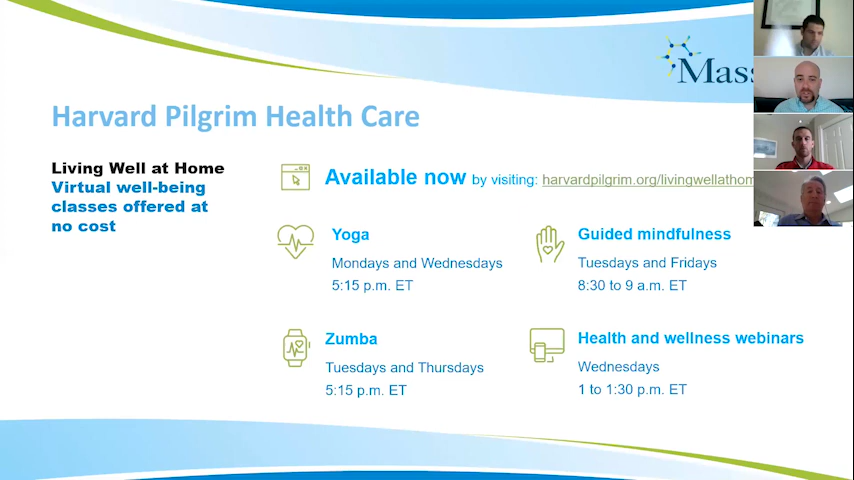 Mass
Harvard Pilgrim Health Care
Living Well at Home
Virtual well-being
classes offered at
no cost
Available now by visiting: harvardpilgrim.org/livingwellathom
Yoga
Mondays and Wednesdays
5:15 p.m. ET
Guided mindfulness
Tuesdays and Fridays
8:30 to 9 a.m. ET
Zumba
Tuesdays and Thursdays
5:15 p.m. ET
Health and wellness webinars
Wednesdays
1 to 1:30 p.m. ET